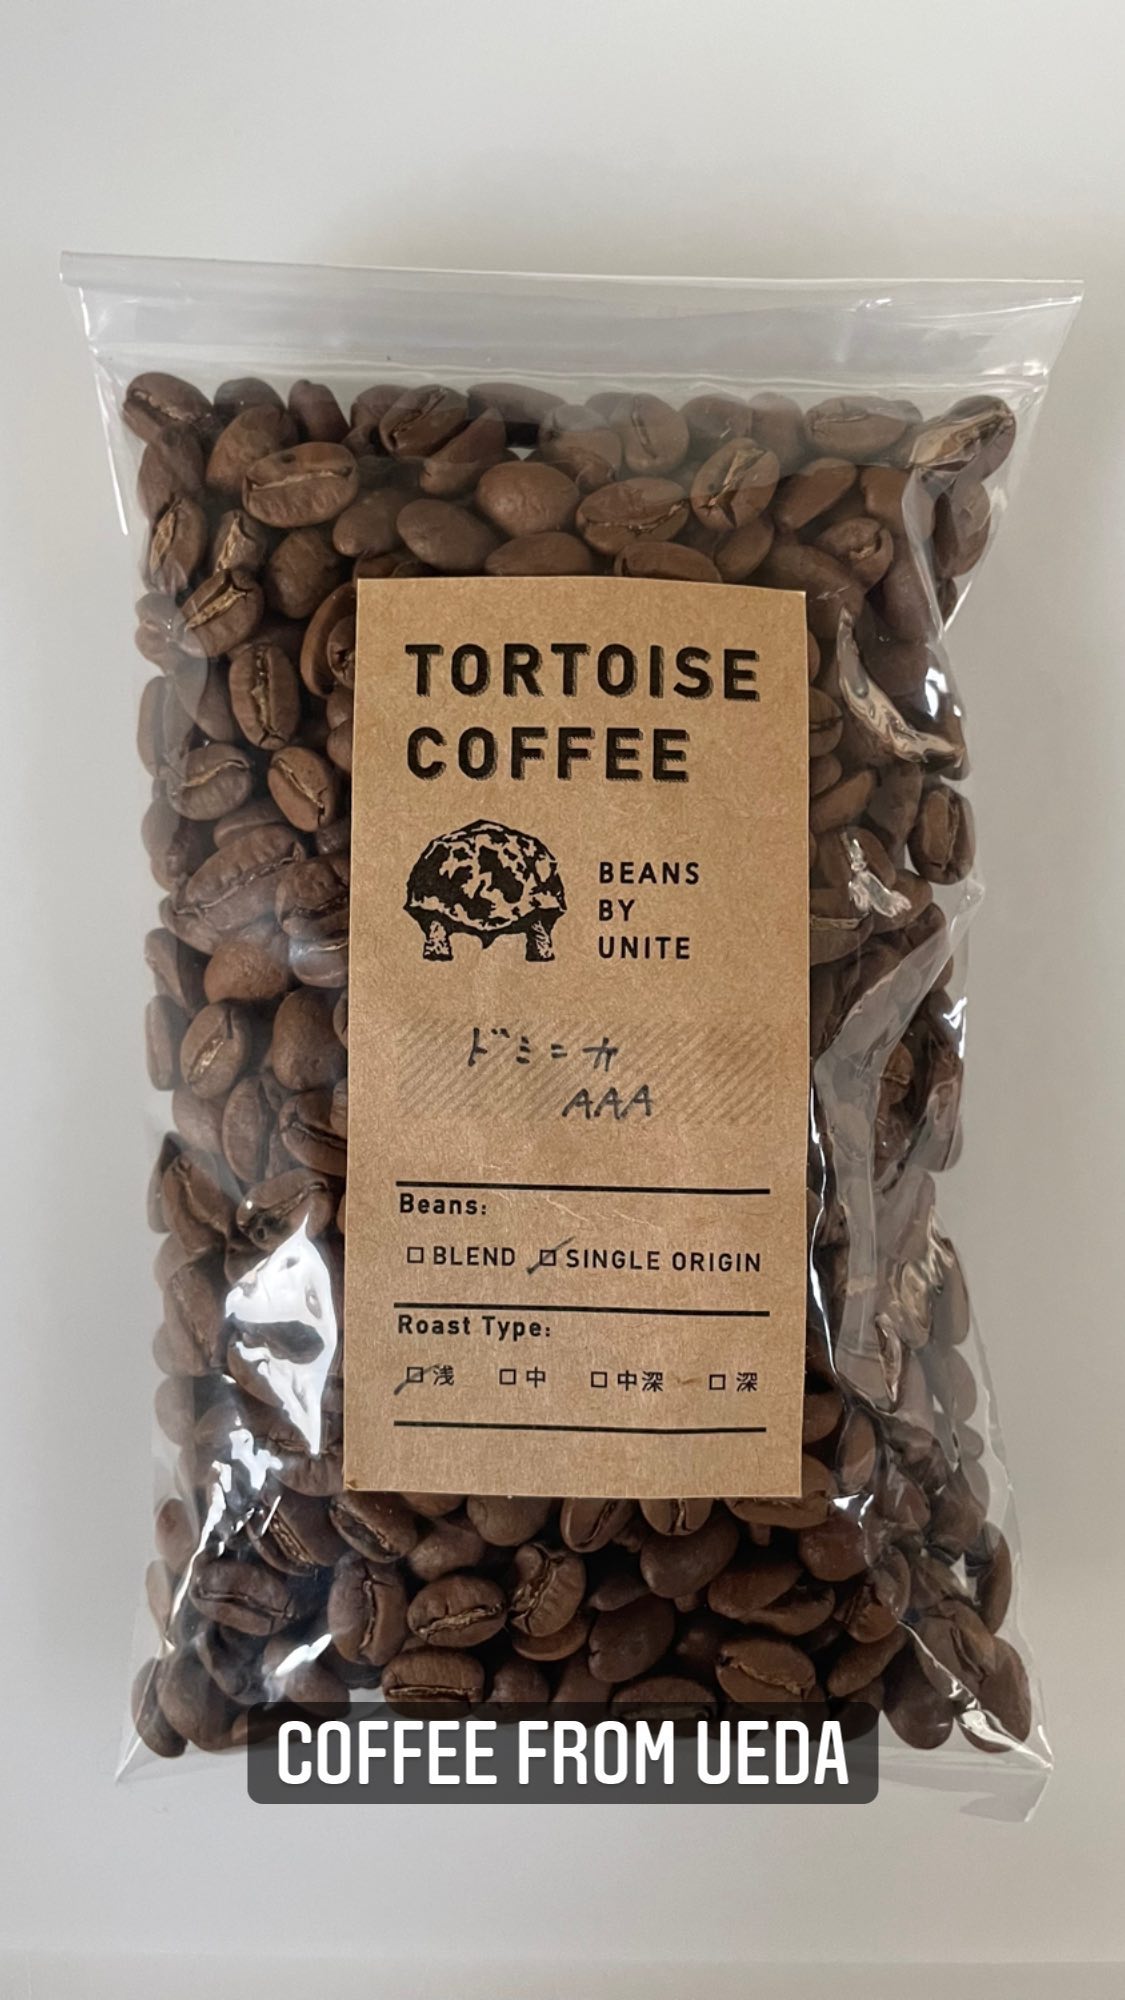 TORTOISE
COFFEE
BEANS
BY
UNITE
ドミニカ
AAA
Beans:
BLEND SINGLE ORIGIN
Roast Type:
浅 中 中深 深
COFFEE FROM UEDA